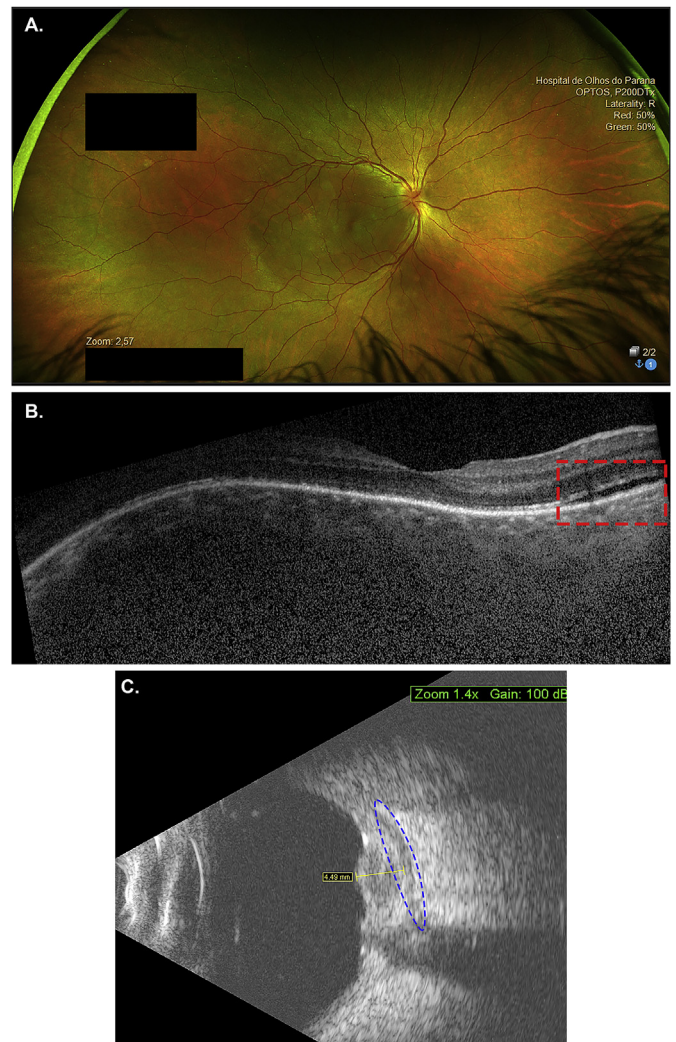 A.
Hospital de Olhos do Parana
OPTOS, P200DTx
Laterality: R
Red: 50%
Green: 50%
Zoom: 2,57
2/2
1
B.
C.
Zoom 1.4x Gain: 100 dB
4.49 mm